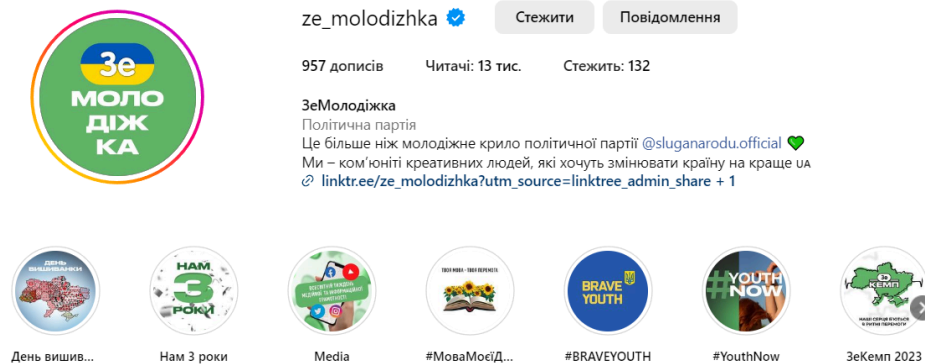 ze_molodizhka
Стежити
Повідомлення
Зе
МОЛО
ДІЖ
КА
957 дописів
Читачі: 13 тис.
Стежить: 132
ЗеМолодіжка
Політична партія
Це більше ніж молодіжне крило політичної партії @sluganarodu.official
Ми – ком'юніті креативних людей, які хочуть змінювати країну на краще UA
linktr.ee/ze_molodizhka?utm_source=linktree_admin_share + 1
ДЕНЬ
ВИШИВАНКИ
НАМ
3
РОКИ
ТВОЯ МОВА - ТВОЯ ПЕРЕМОГА
BRAVE
YOUTH
#YOUTH
NOW
Зе
КЕМП
День вишив...
Нам 3 роки
Media
#МоваМоєїД...
#BRAVEYOUTH
#YouthNow
ЗеКемп 2023